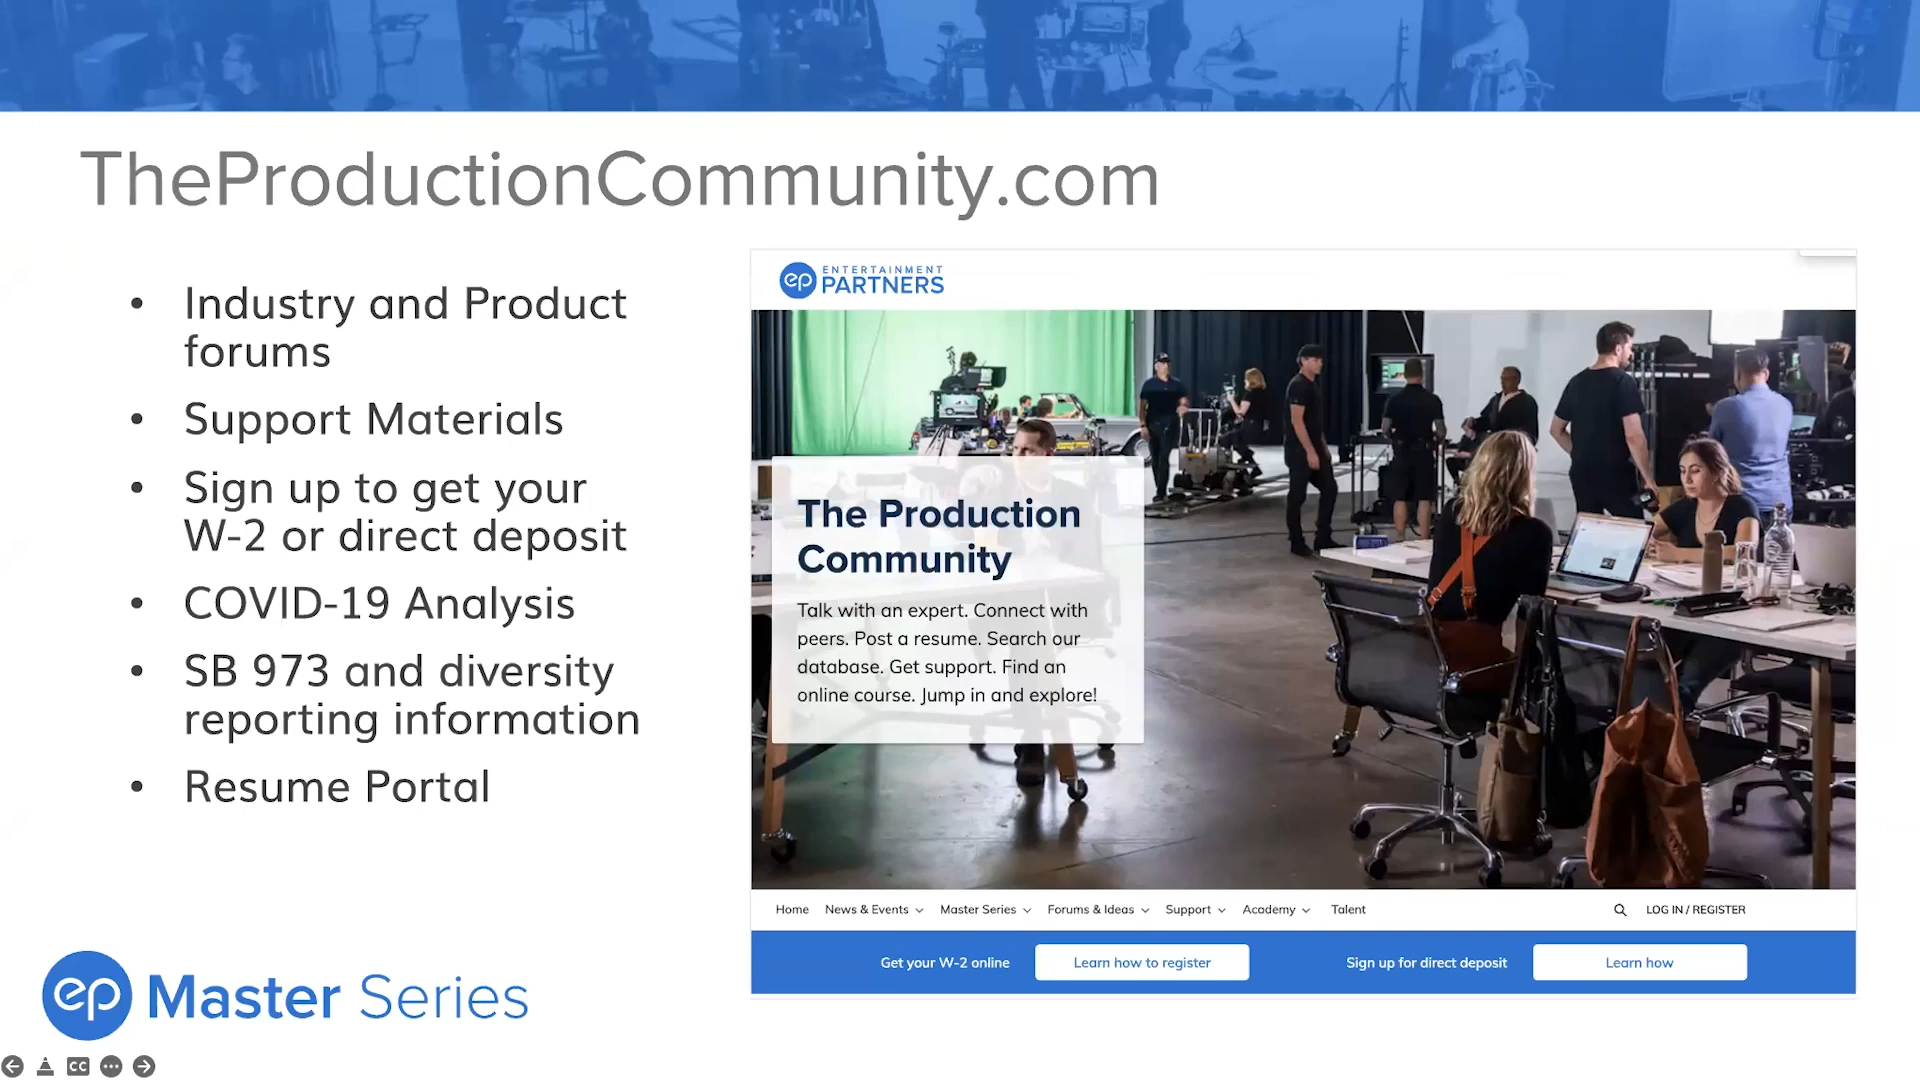 TheProductionCommunity.com
• Industry and Product
forums
• Support Materials
• Sign up to get your
W-2 or direct deposit
• COVID-19 Analysis
• SB 973 and diversity
reporting information
• Resume Portal
ep ENTERTAINMENT
PARTNERS
The Production
Community
Talk with an expert. Connect with
peers. Post a resume. Search our
database. Get support. Find an
online course. Jump in and explore!
Home News & Events Master Series Forums & Ideas Support Academy Talent LOG IN / REGISTER
Get your W-2 online Learn how to register Sign up for direct deposit Learn how
ep Master Series
CC